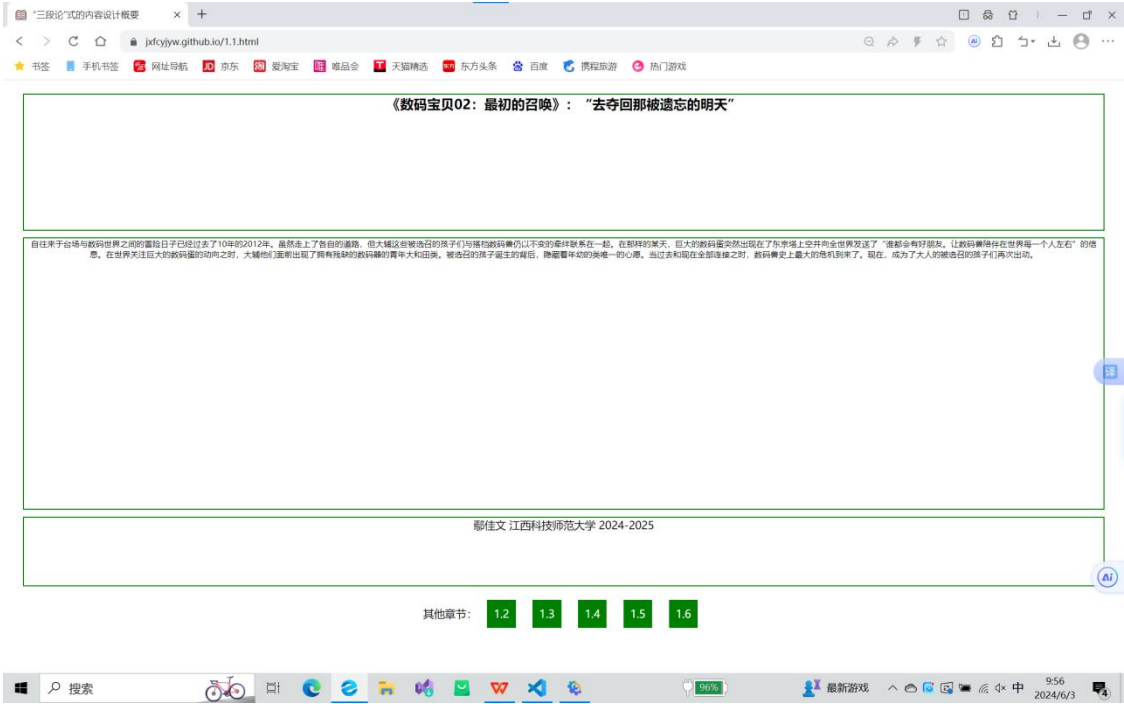 “三段论”式的内容设计概要
jxfcyjyw.github.io/1.1.html
书签 手机书签 网址导航 JD 京东 爱淘宝 唯品会 天猫精选 东方头条 百度 携程旅游 热门游戏
《数码宝贝02：最初的召唤》：“去夺回那被遗忘的明天”
自往来于台场与数码世界之间的冒险日子已经过去了10年的2012年。虽然走上了各自的道路，但大辅这些被选召的孩子们与搭档数码兽仍以不变的牵绊联系在一起。在那样的某天，巨大的数码蛋突然出现在了东京塔上空并向全世界发送了“谁都会有好朋友。让数码兽陪伴在世界每一个人左右”的信
息。在世界关注巨大的数码蛋的动向之时，大辅他们面前出现了拥有残缺的数码器的青年大和田类。被选召的孩子诞生的背后，隐藏着年幼的类唯一的心愿。当过去和现在全部连接之时，数码兽史上最大的危机到来了。现在，成为了大人的被选召的孩子们再次出动。
译
鄢佳文 江西科技师范大学 2024-2025
Ai
其他章节： 1.2 1.3 1.4 1.5 1.6
搜索 96% 最新游戏 中 9:56
2024/6/3 4